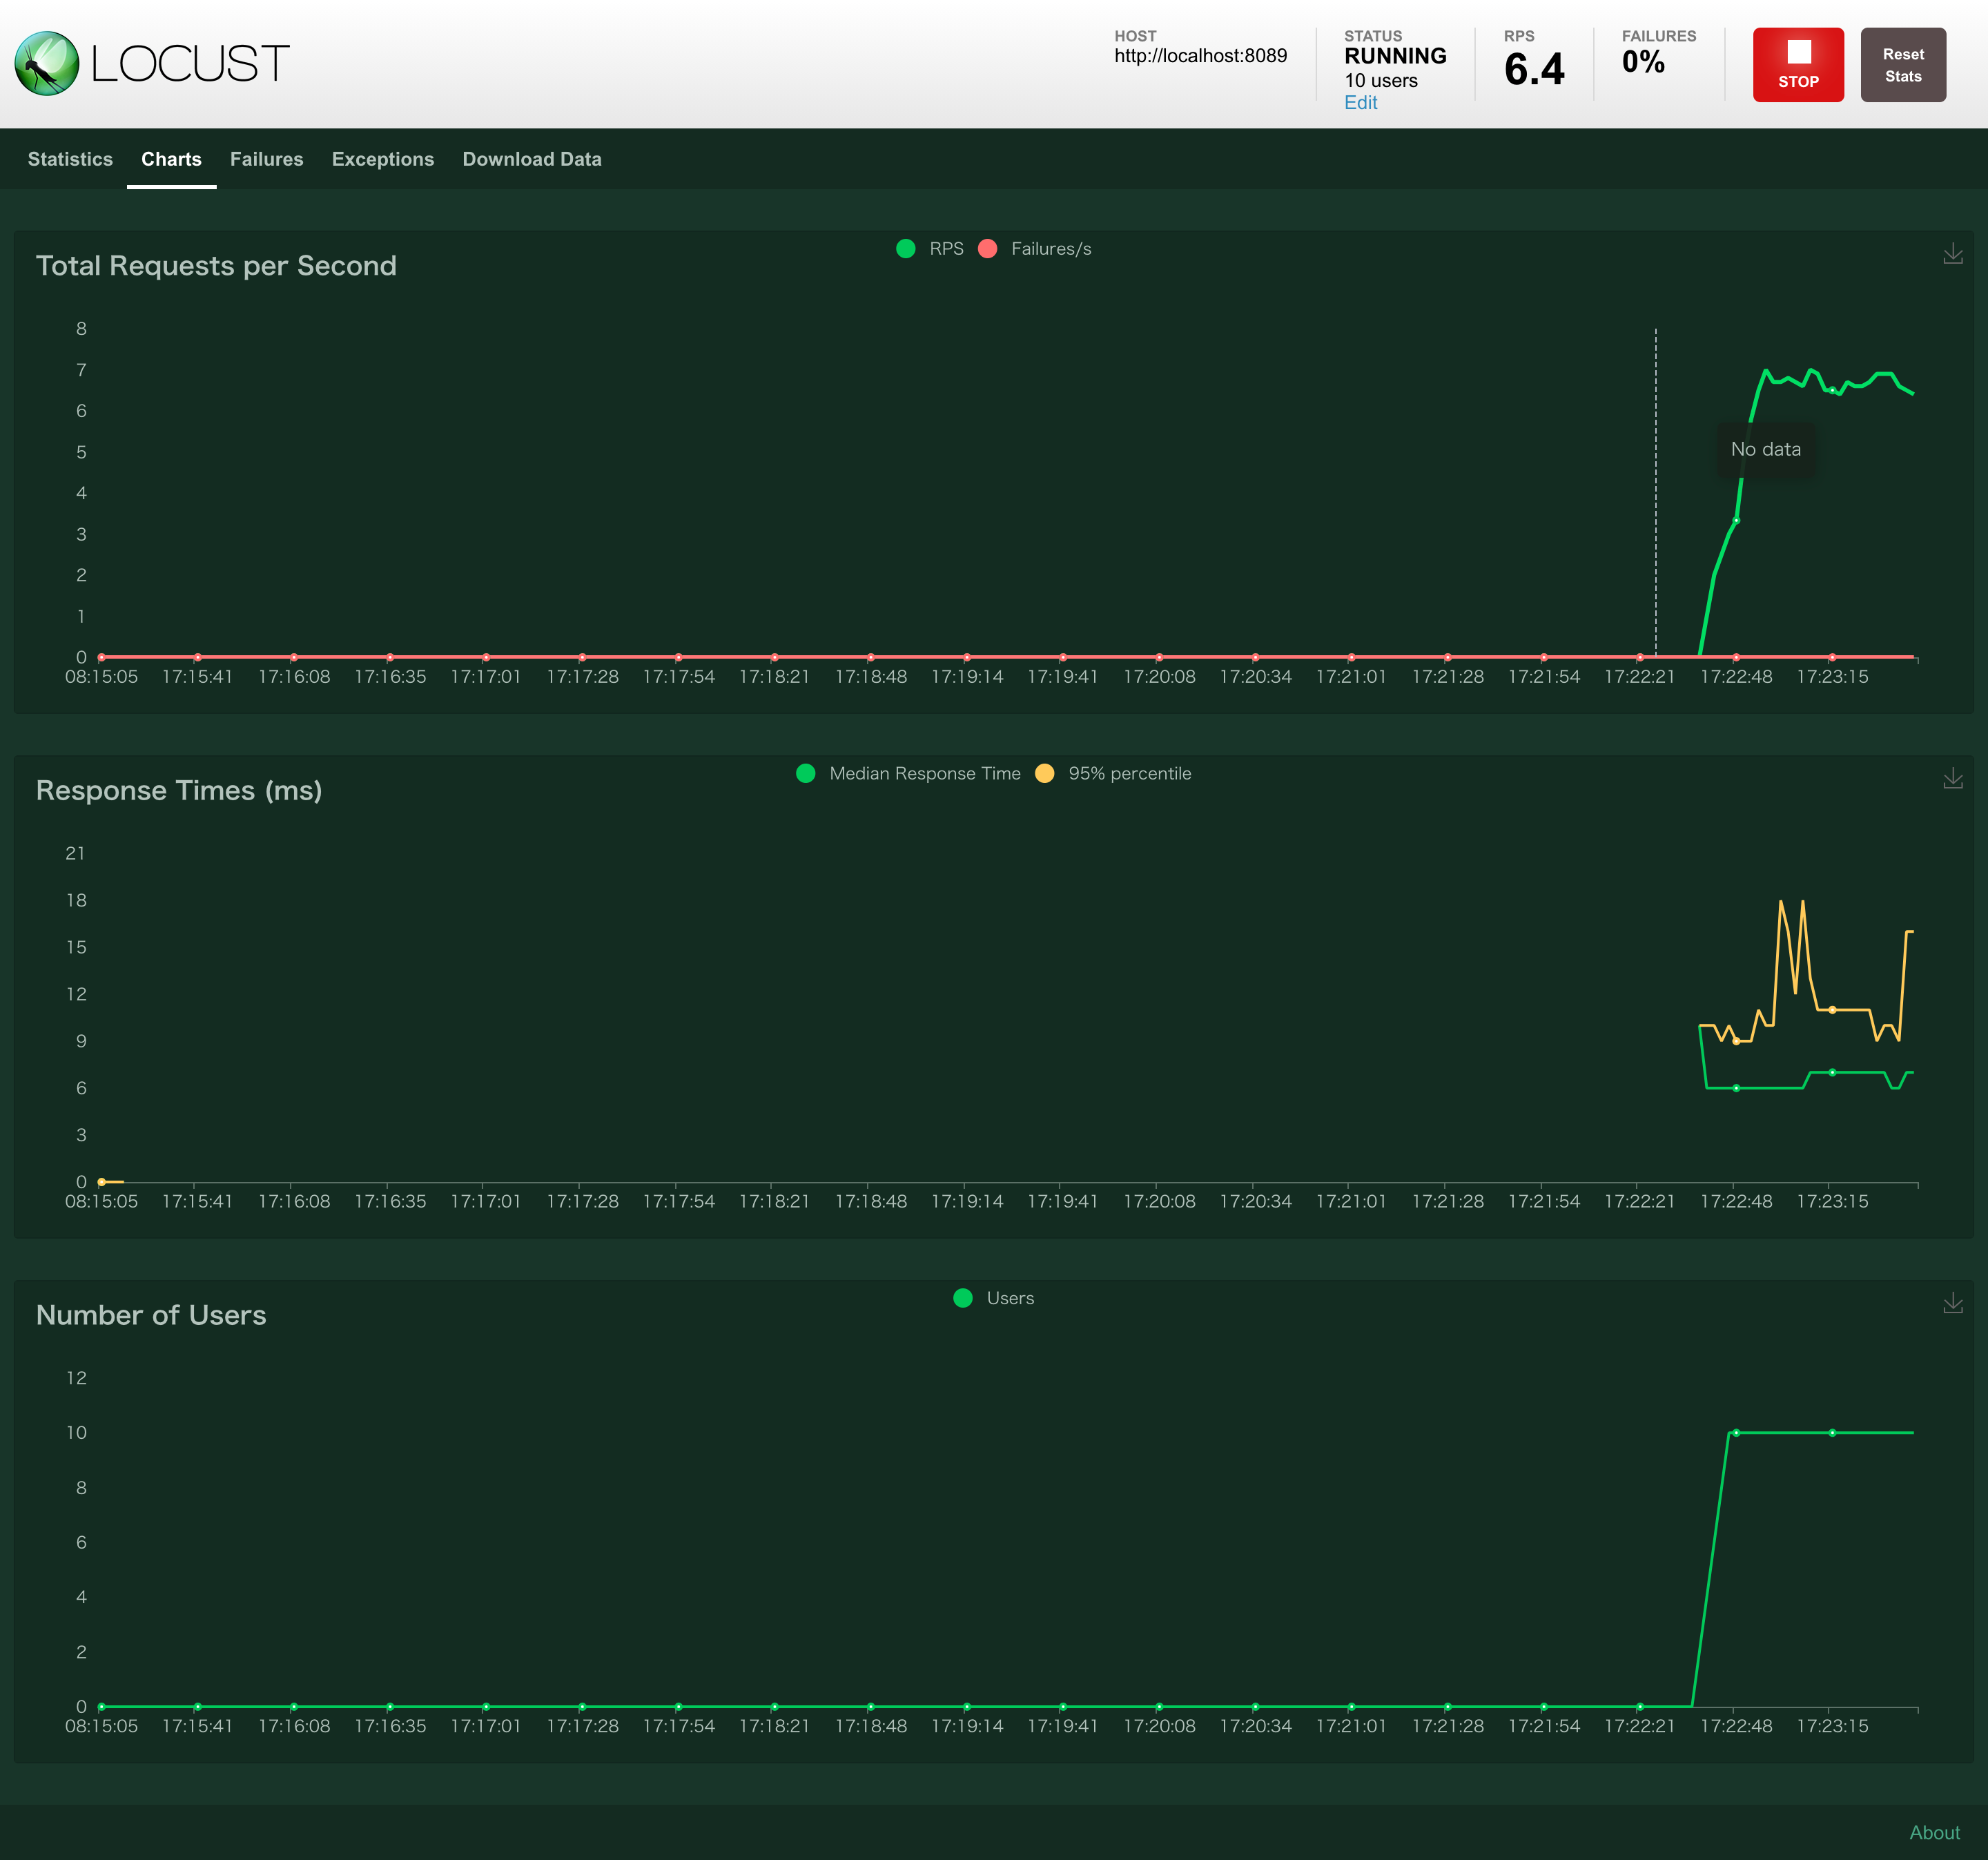 LOCUST
HOST
http://localhost:8089
STATUS
RUNNING
10 users
Edit
RPS
6.4
FAILURES
0%
STOP
Reset
Stats
Statistics Charts Failures Exceptions Download Data
Total Requests per Second
RPS Failures/s
8
7
6
5
4
3
2
1
0
No data
08:15:05 17:15:41 17:16:08 17:16:35 17:17:01 17:17:28 17:17:54 17:18:21 17:18:48 17:19:14 17:19:41 17:20:08 17:20:34 17:21:01 17:21:28 17:21:54 17:22:21 17:22:48 17:23:15
Response Times (ms)
Median Response Time 95% percentile
21
18
15
12
9
6
3
0
08:15:05 17:15:41 17:16:08 17:16:35 17:17:01 17:17:28 17:17:54 17:18:21 17:18:48 17:19:14 17:19:41 17:20:08 17:20:34 17:21:01 17:21:28 17:21:54 17:22:21 17:22:48 17:23:15
Number of Users
Users
12
10
8
6
4
2
0
08:15:05 17:15:41 17:16:08 17:16:35 17:17:01 17:17:28 17:17:54 17:18:21 17:18:48 17:19:14 17:19:41 17:20:08 17:20:34 17:21:01 17:21:28 17:21:54 17:22:21 17:22:48 17:23:15
About